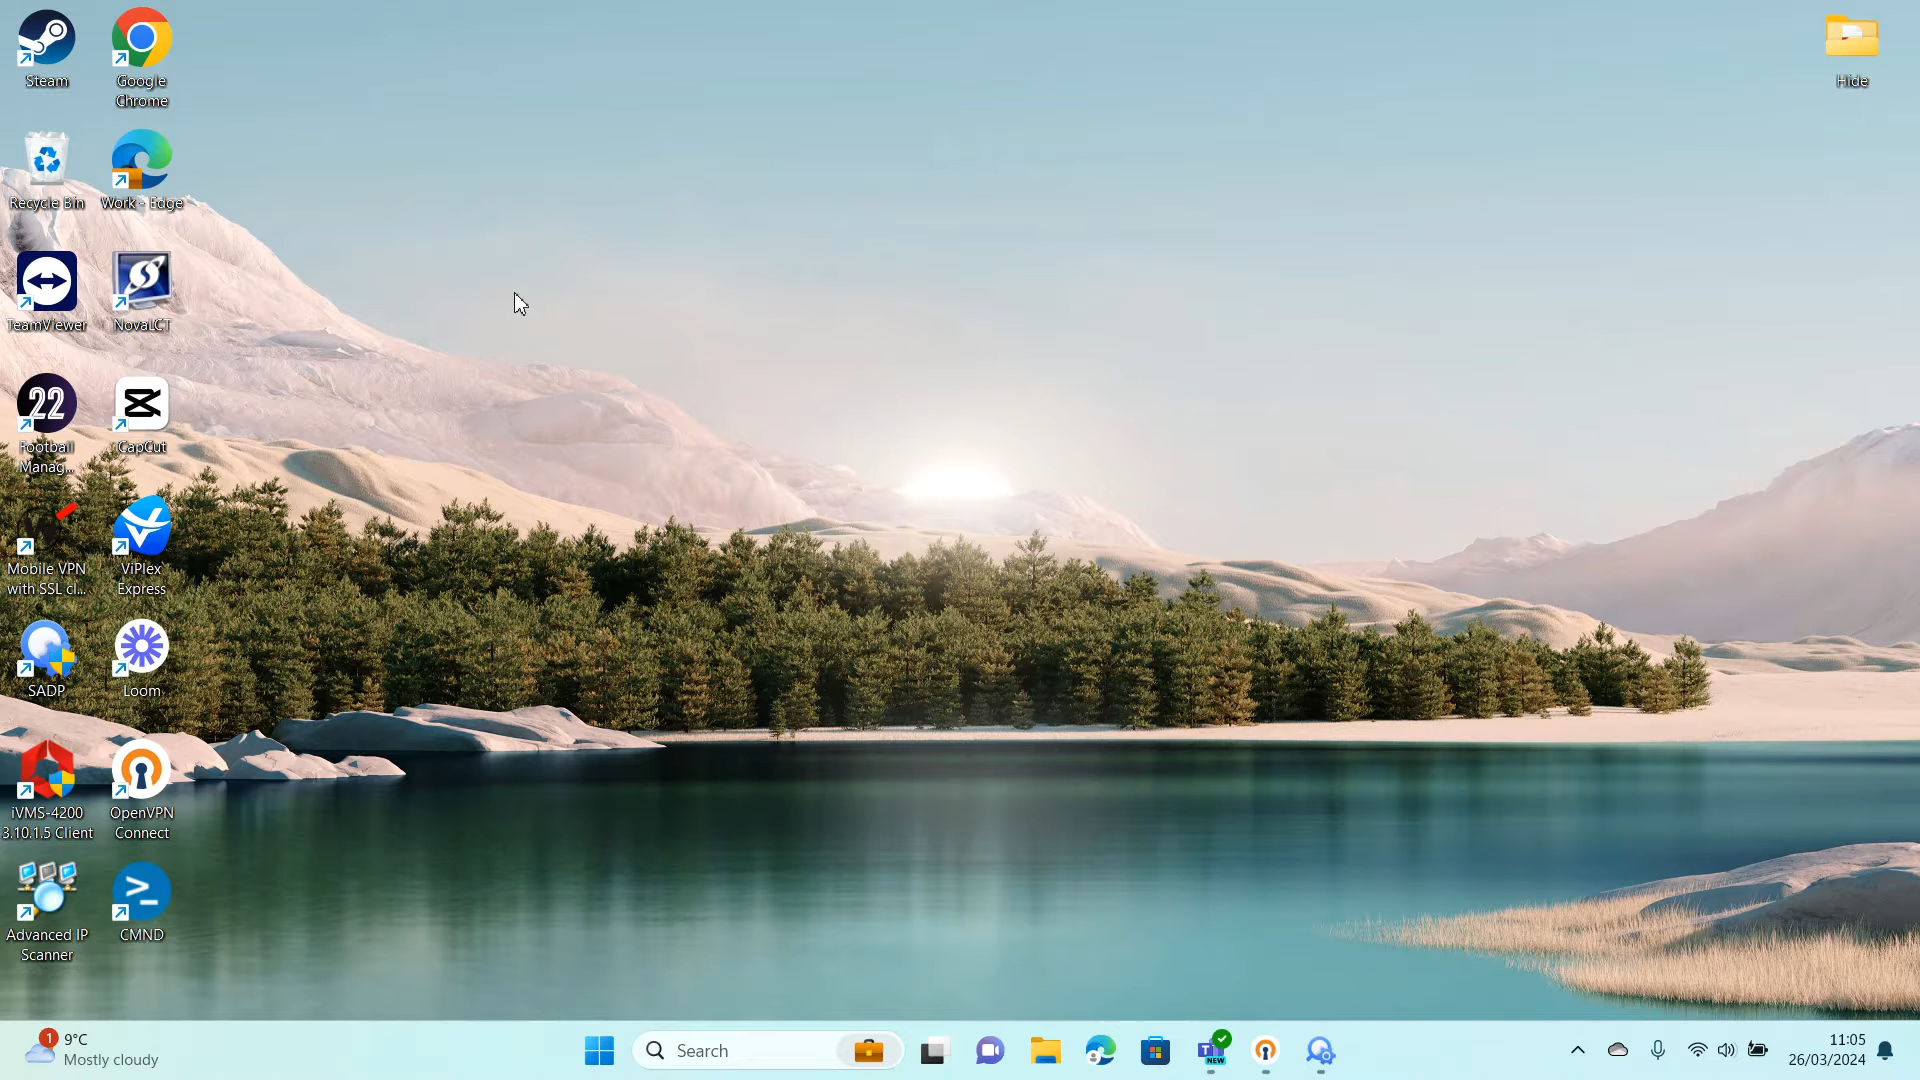 Steam
Google
Chrome
Hide
Recycle Bin
Work - Edge
TeamViewer
NovaLCT
22
Football
Manag...
CapCut
Mobile VPN
with SSL cl...
ViPlex
Express
SADP
Loom
iVMS-4200
3.10.1.5 Client
OpenVPN
Connect
Advanced IP
Scanner
CMND
1
9°C
Mostly cloudy
Search
NEW
11:05
26/03/2024